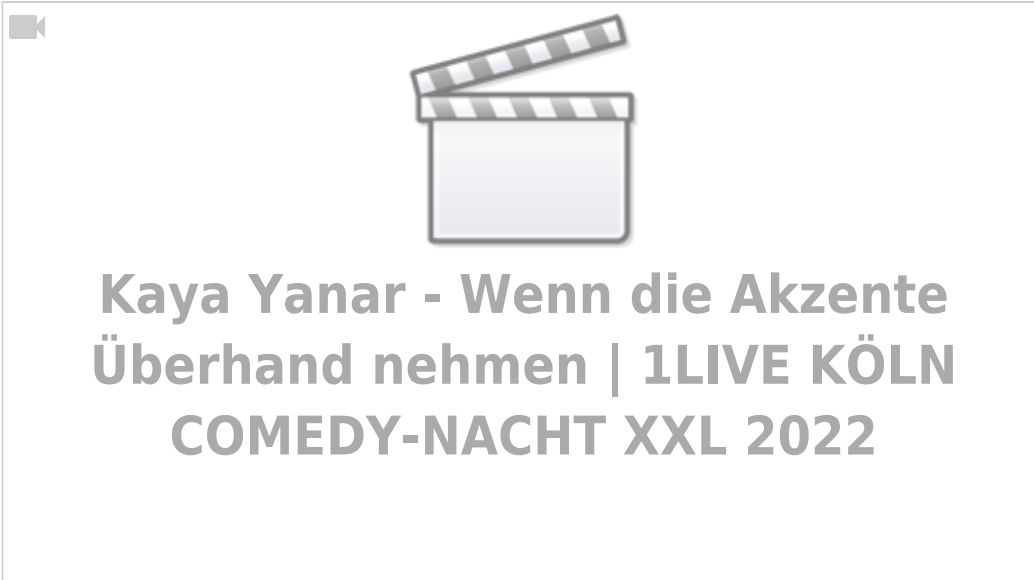 Kaya Yanar - Wenn die Akzente
Überhand nehmen | 1LIVE KÖLN
COMEDY-NACHT XXL 2022